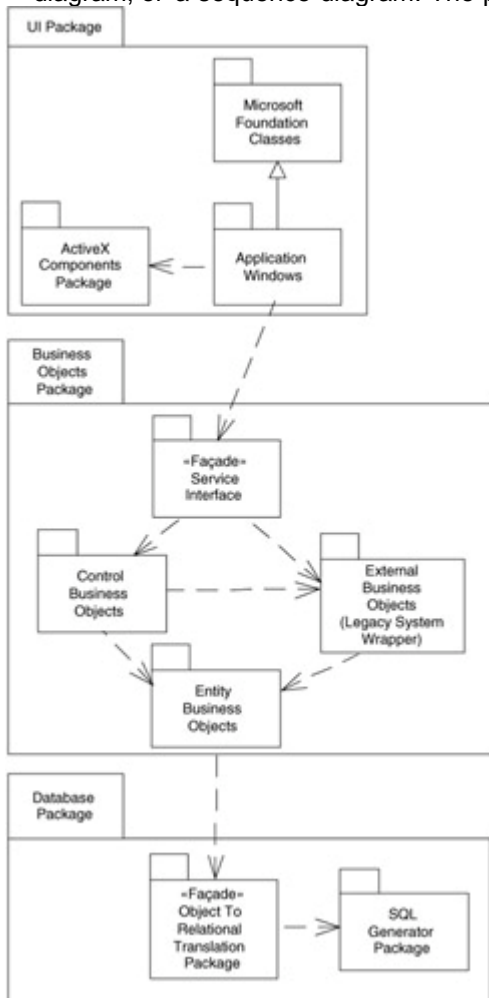 diagram, or a sequence diagram. The p
UI Package
Microsoft
Foundation
Classes
ActiveX
Components
Package
Application
Windows
Business
Objects
Package
«Façade»
Service
Interface
Control
Business
Objects
External
Business
Objects
(Legacy System
Wrapper)
Entity
Business
Objects
Database
Package
«Façade»
Object To
Relational
Translation
Package
SQL
Generator
Package